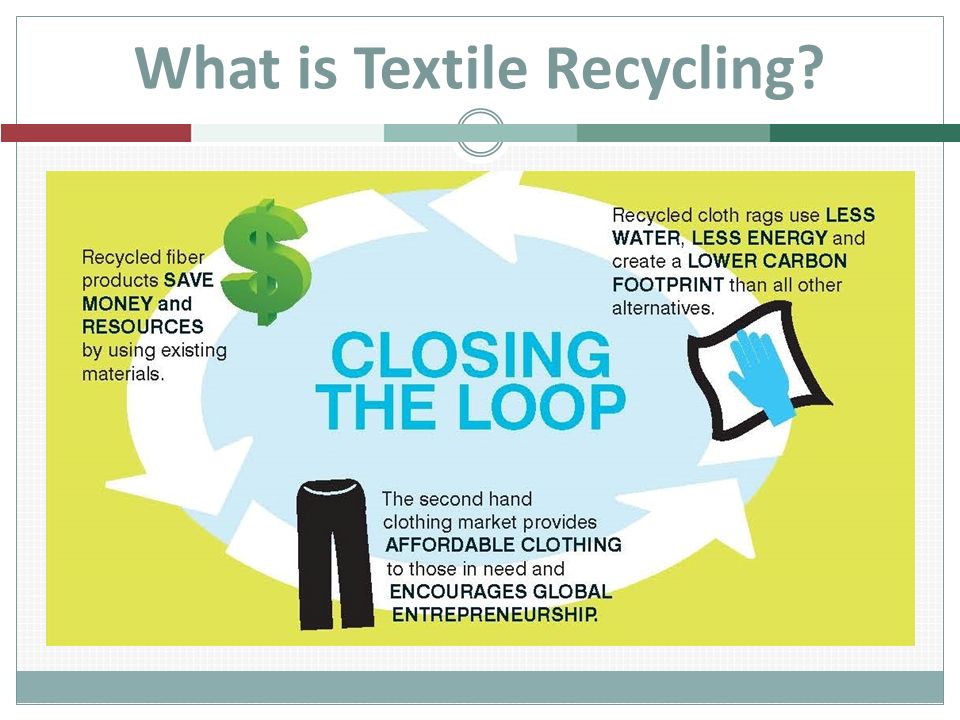 What is Textile Recycling?
Recycled fiber
products SAVE
MONEY and
RESOURCES
by using existing
materials.
$
Recycled cloth rags use LESS
WATER, LESS ENERGY and
create a LOWER CARBON
FOOTPRINT than all other
alternatives.
CLOSING
THE LOOP
The second hand
clothing market provides
AFFORDABLE CLOTHING
to those in need and
ENCOURAGES GLOBAL
ENTREPRENEURSHIP.